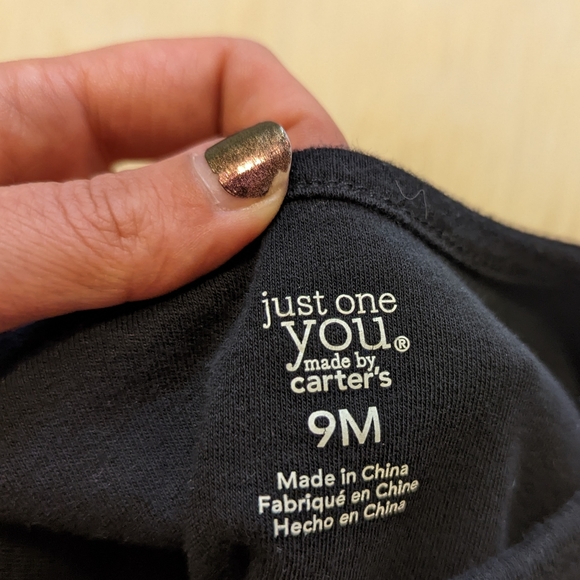 just one
you®
made by
carter's
9M
Made in China
Fabriqué en Chine
Hecho en China